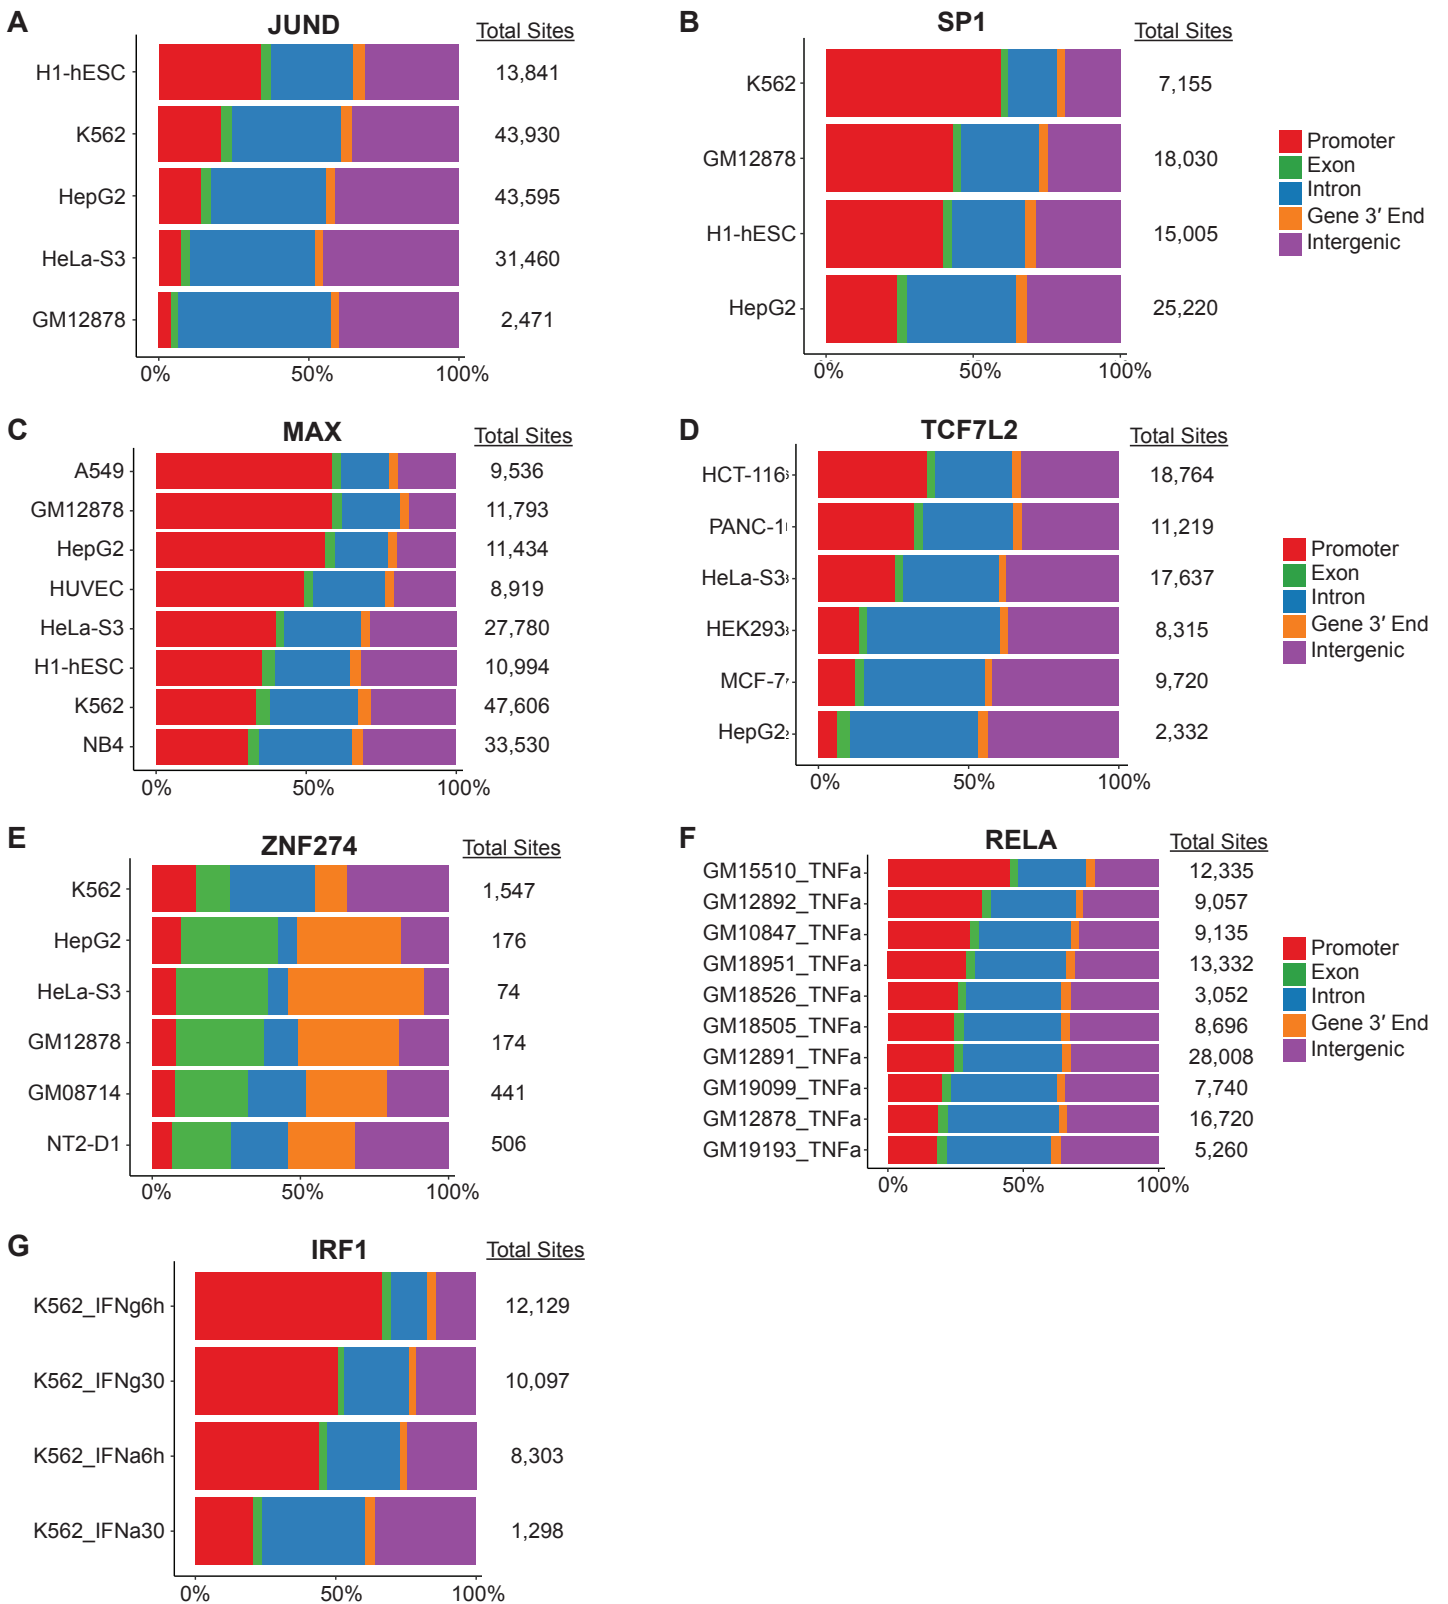 A
JUND
Total Sites
H1-hESC 13,841
K562 43,930
HepG2 43,595
HeLa-S3 31,460
GM12878 2,471
0% 50% 100%
B
SP1
Total Sites
K562 7,155
GM12878 18,030
H1-hESC 15,005
HepG2 25,220
0% 50% 100%
Promoter
Exon
Intron
Gene 3′ End
Intergenic
C
MAX
Total Sites
A549 9,536
GM12878 11,793
HepG2 11,434
HUVEC 8,919
HeLa-S3 27,780
H1-hESC 10,994
K562 47,606
NB4 33,530
0% 50% 100%
D
TCF7L2
Total Sites
HCT-116 18,764
PANC-1 11,219
HeLa-S3 17,637
HEK293 8,315
MCF-7 9,720
HepG2 2,332
0% 50% 100%
Promoter
Exon
Intron
Gene 3′ End
Intergenic
E
ZNF274
Total Sites
K562 1,547
HepG2 176
HeLa-S3 74
GM12878 174
GM08714 441
NT2-D1 506
0% 50% 100%
F
RELA
Total Sites
GM15510_TNFa 12,335
GM12892_TNFa 9,057
GM10847_TNFa 9,135
GM18951_TNFa 13,332
GM18526_TNFa 3,052
GM18505_TNFa 8,696
GM12891_TNFa 28,008
GM19099_TNFa 7,740
GM12878_TNFa 16,720
GM19193_TNFa 5,260
0% 50% 100%
Promoter
Exon
Intron
Gene 3′ End
Intergenic
G
IRF1
Total Sites
K562_IFNg6h 12,129
K562_IFNg30 10,097
K562_IFNa6h 8,303
K562_IFNa30 1,298
0% 50% 100%